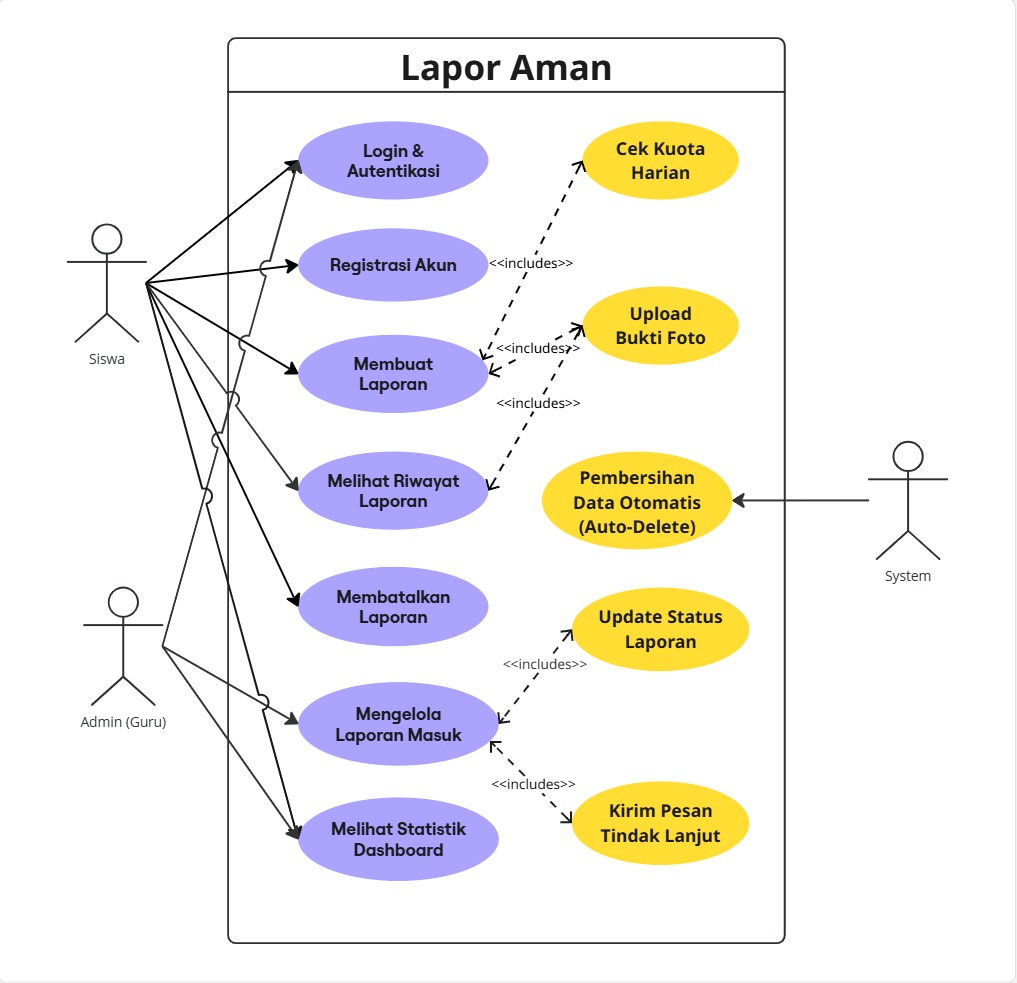 Lapor Aman
Login &
Autentikasi
Cek Kuota
Harian
Registrasi Akun
<<includes>>
Upload
Bukti Foto
Siswa
Membuat
Laporan
<<includes>>
<<includes>>
Melihat Riwayat
Laporan
Pembersihan
Data Otomatis
(Auto-Delete)
System
Membatalkan
Laporan
Update Status
Laporan
<<includes>>
Admin (Guru)
Mengelola
Laporan Masuk
<<includes>>
Kirim Pesan
Tindak Lanjut
Melihat Statistik
Dashboard